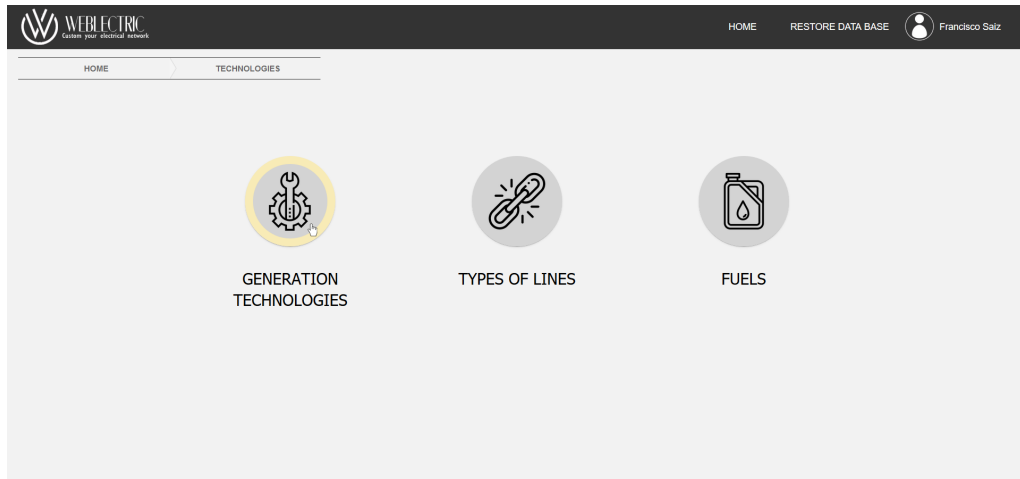 WEBLECTRIC
Custom your electrical network
HOME
RESTORE DATA BASE
Francisco Saiz
HOME
TECHNOLOGIES
GENERATION
TECHNOLOGIES
TYPES OF LINES
FUELS